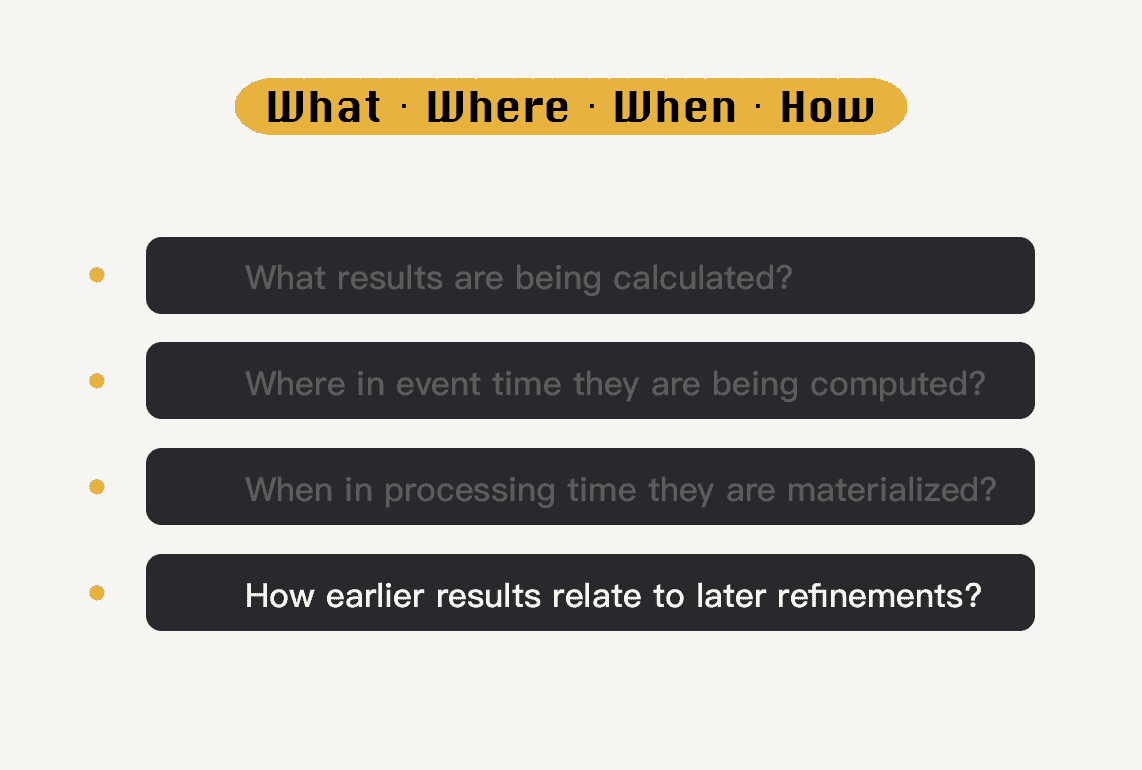 What · Where · When · How
What results are being calculated?
Where in event time they are being computed?
When in processing time they are materialized?
How earlier results relate to later refinements?